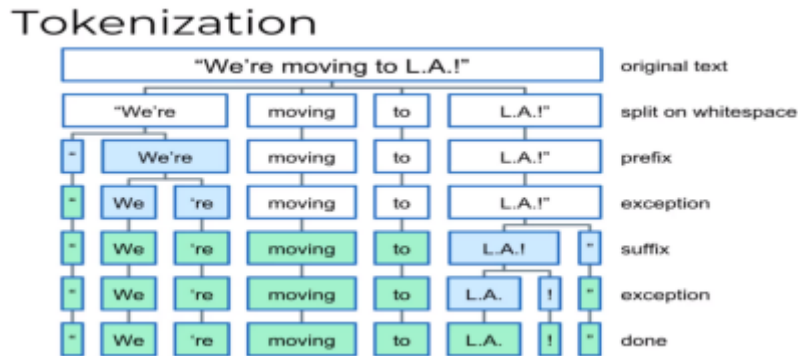 Tokenization
“We’re moving to L.A.!” original text
“We’re moving to L.A.!” split on whitespace
“ We’re moving to L.A.!” prefix
“ We ’re moving to L.A.!” exception
“ We ’re moving to L.A.! ” suffix
“ We ’re moving to L.A. ! ” exception
“ We ’re moving to L.A. ! ” done